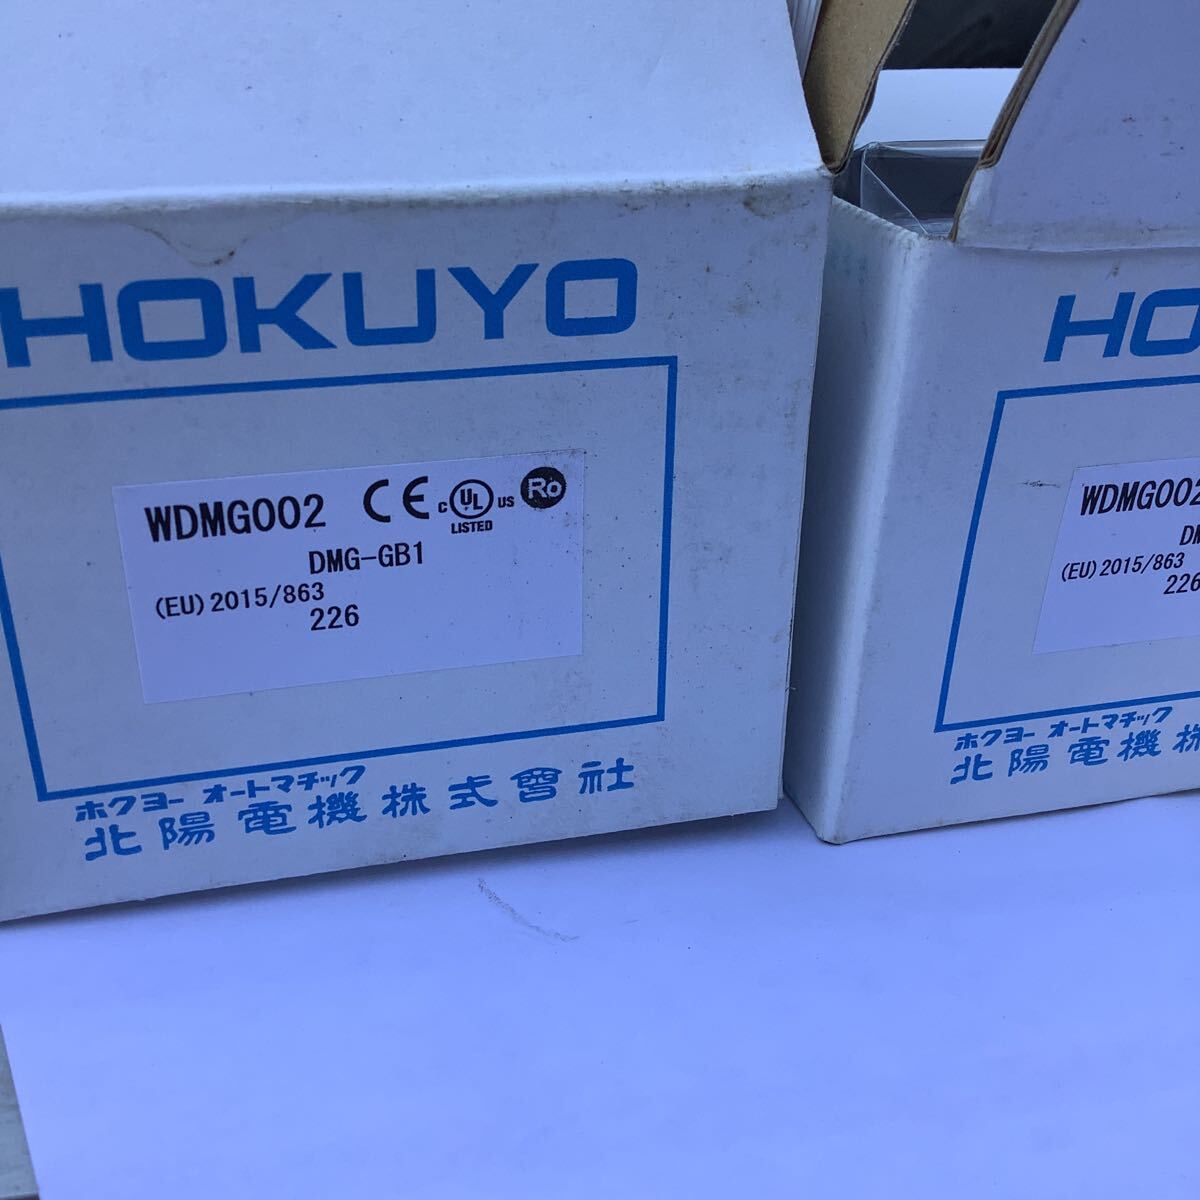 HOKUYO
WDMG002 CE c UL US LISTED Ro
DMG-GB1
(EU)2015/863
226
ホクヨー オートマチック
北陽電機株式會社
HO
WDMG002
(EU)2015/863
226
ホクヨー オートマチック
北陽電機